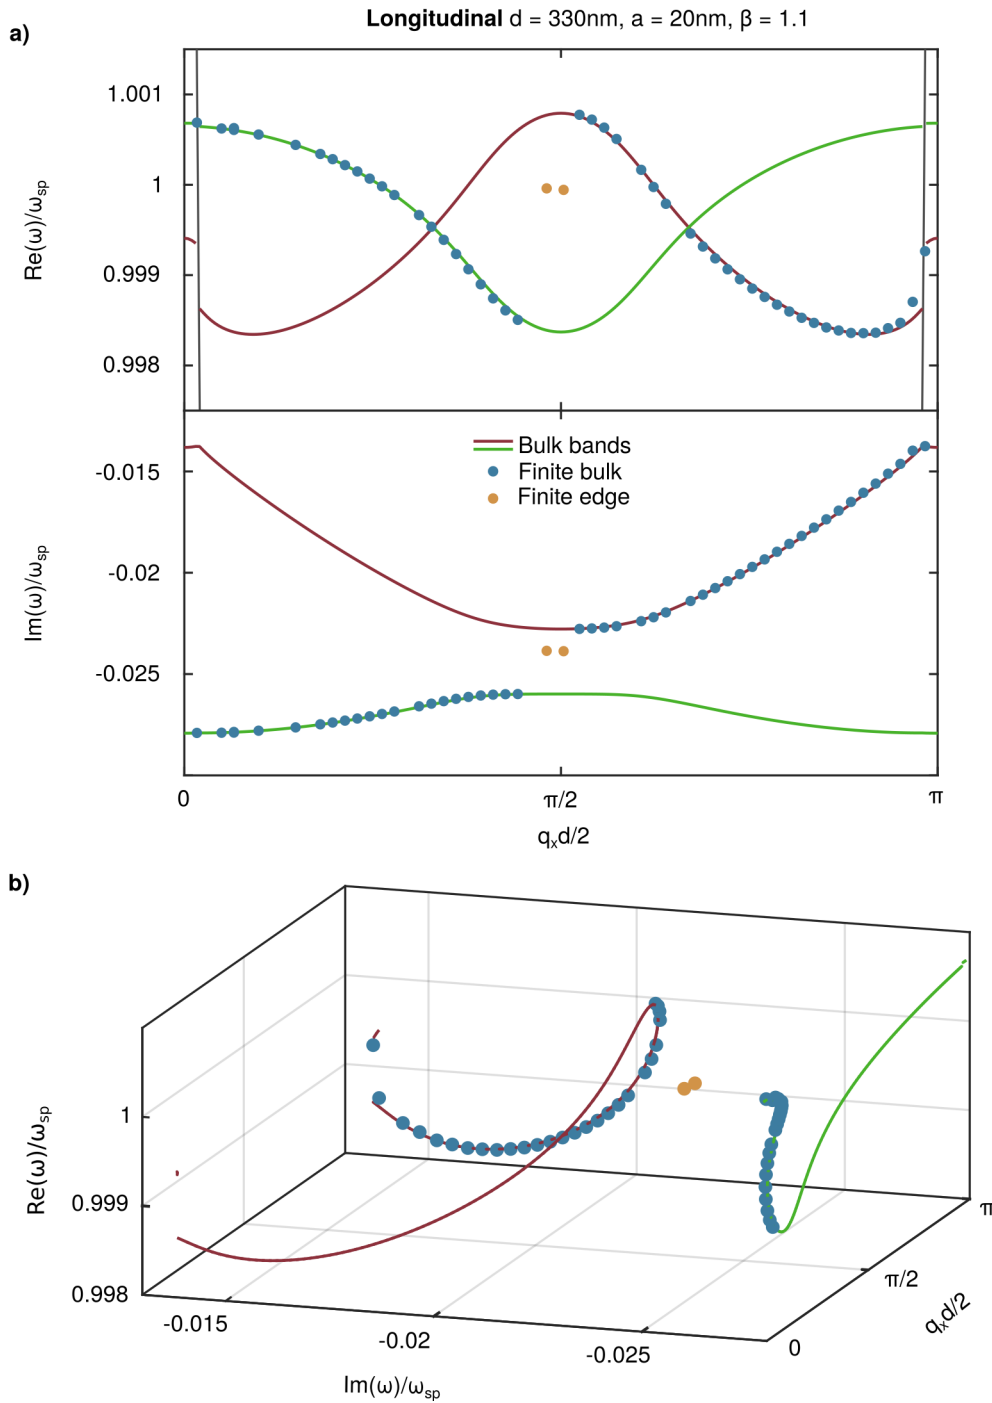 Longitudinal d = 330nm, a = 20nm, β = 1.1
a)
1.001
1
0.999
0.998
Re(ω)/ωsp
Bulk bands
Finite bulk
Finite edge
-0.015
-0.02
-0.025
Im(ω)/ωsp
0
π/2
π
qxd/2
b)
1
0.999
0.998
Re(ω)/ωsp
-0.015
-0.02
-0.025
Im(ω)/ωsp
0
π/2
π
qxd/2